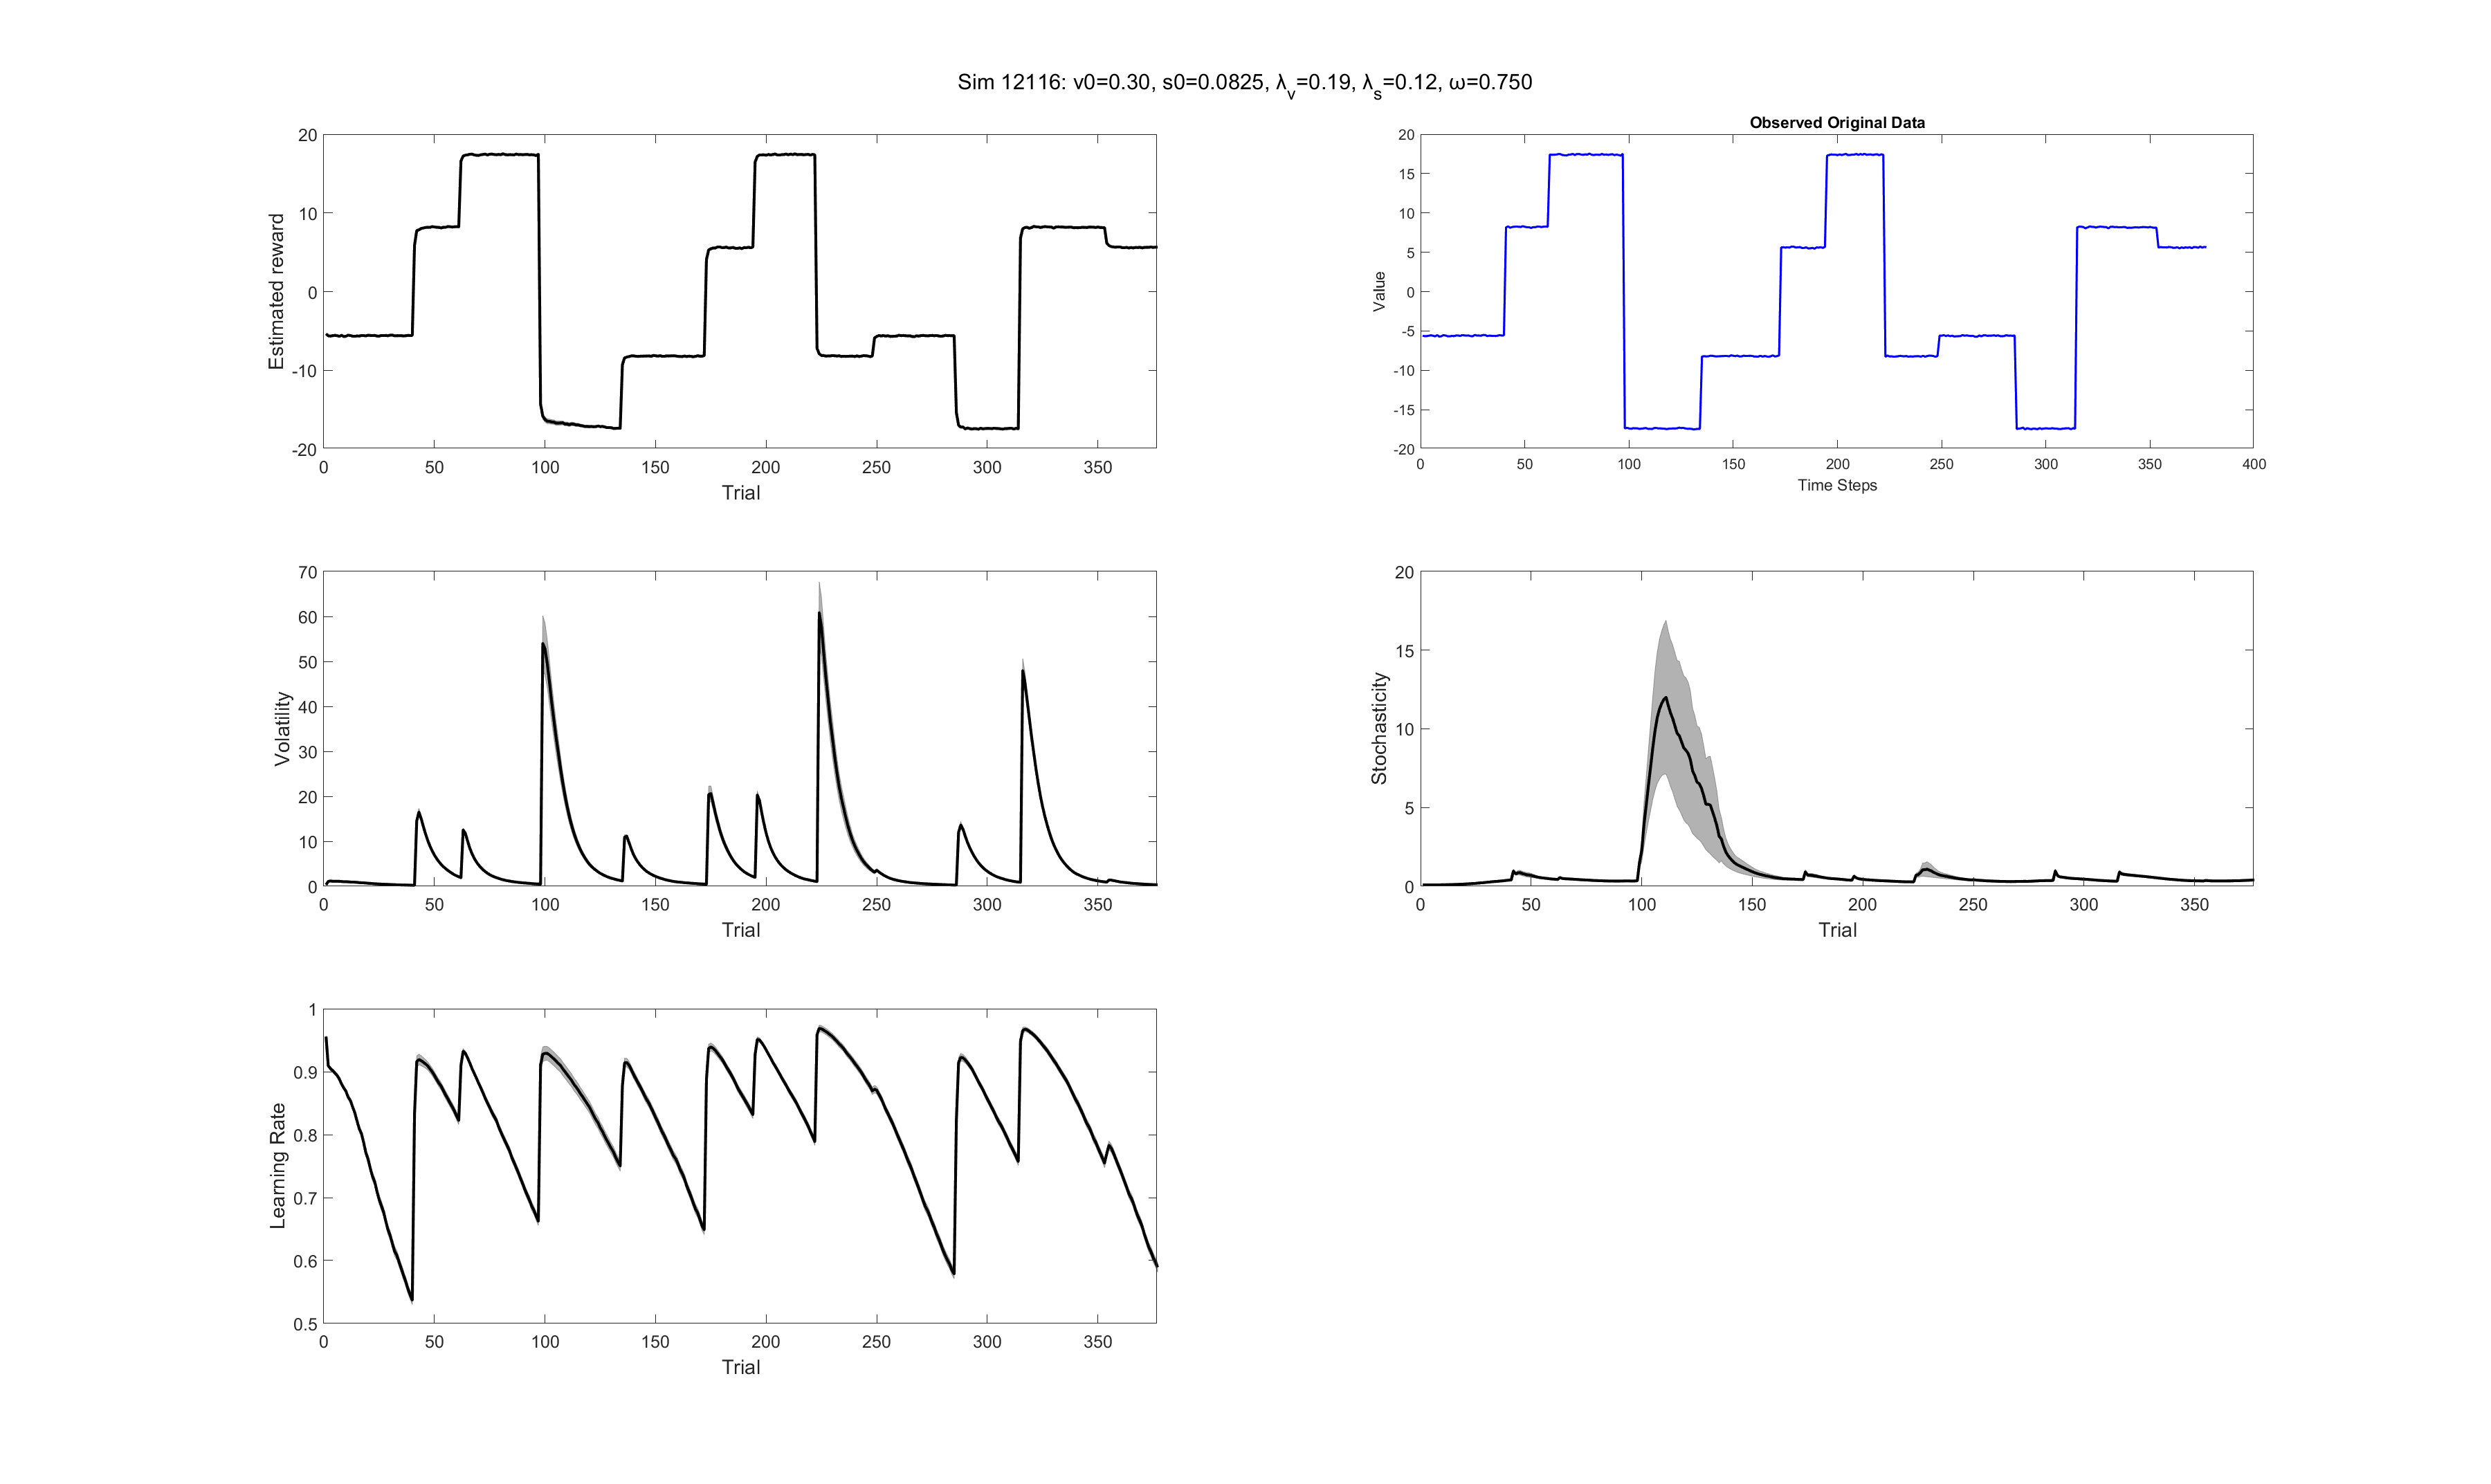 Sim 12116: v0=0.30, s0=0.0825, λv=0.19, λs=0.12, ω=0.750
Estimated reward
20
10
0
-10
-20
0 50 100 150 200 250 300 350
Trial
Observed Original Data
Value
20
15
10
5
0
-5
-10
-15
-20
0 50 100 150 200 250 300 350 400
Time Steps
Volatility
70
60
50
40
30
20
10
0
0 50 100 150 200 250 300 350
Trial
Stochasticity
20
15
10
5
0
0 50 100 150 200 250 300 350
Trial
Learning Rate
1
0.9
0.8
0.7
0.6
0.5
0 50 100 150 200 250 300 350
Trial